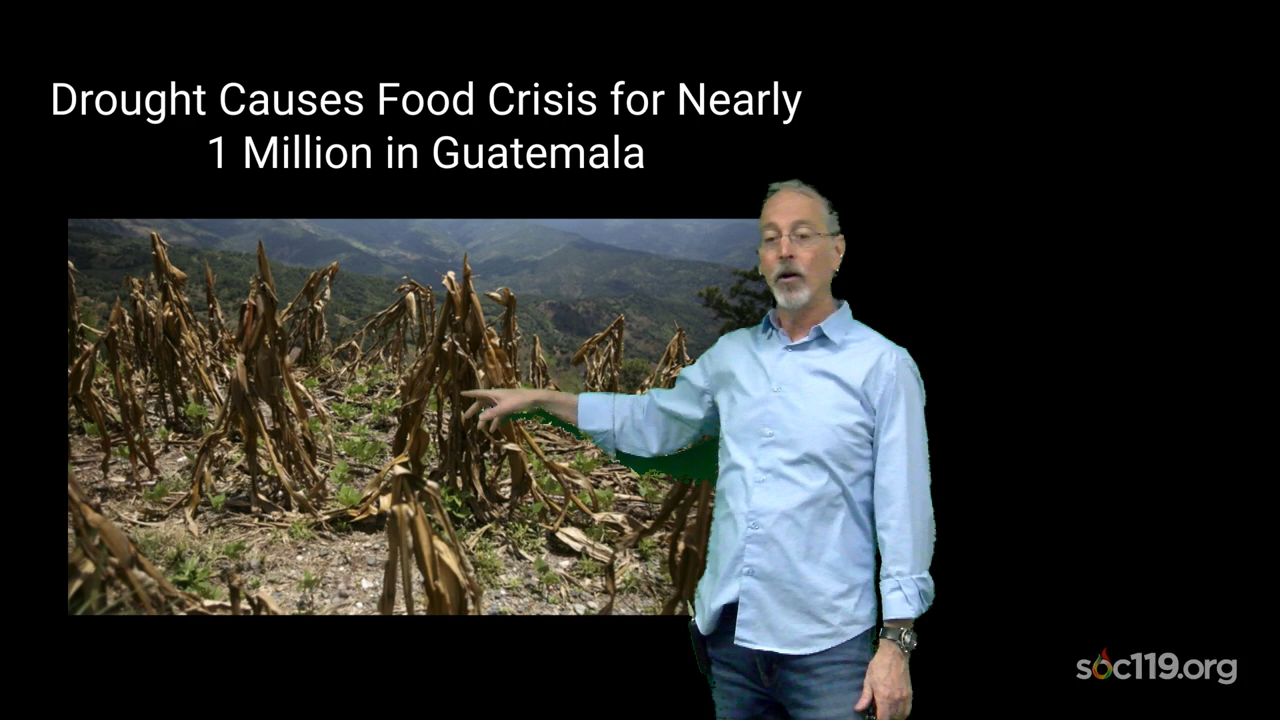 Drought Causes Food Crisis for Nearly
1 Million in Guatemala
soc119.org